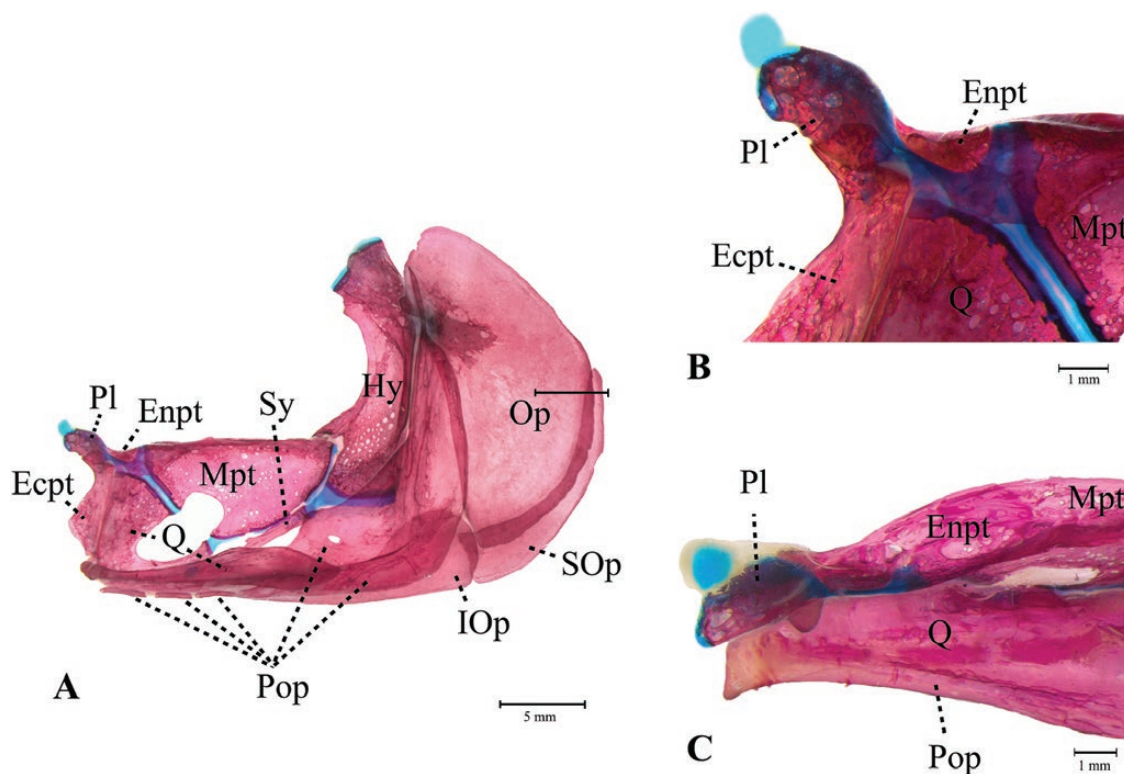 Pl
Enpt
Sy
Hy
Op
Ecpt
Mpt
Q
SOp
IOp
Pop
A
5 mm
Enpt
Pl
Mpt
Ecpt
Q
B
1 mm
Pl
Enpt
Mpt
Q
Pop
C
1 mm